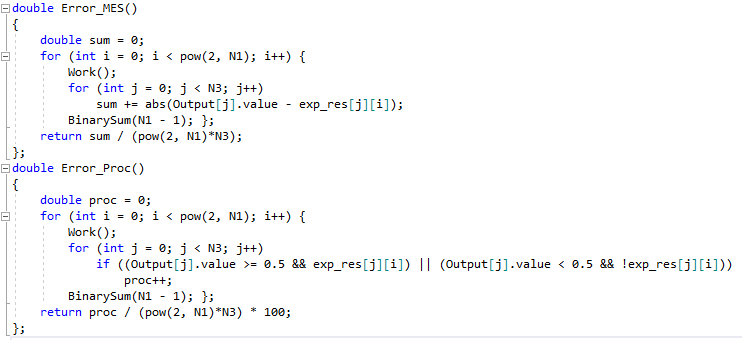 double Error_MES()
{
    double sum = 0;
    for (int i = 0; i < pow(2, N1); i++) {
        Work();
        for (int j = 0; j < N3; j++)
            sum += abs(Output[j].value - exp_res[j][i]);
        BinarySum(N1 - 1); };
    return sum / (pow(2, N1)*N3);
};
double Error_Proc()
{
    double proc = 0;
    for (int i = 0; i < pow(2, N1); i++) {
        Work();
        for (int j = 0; j < N3; j++)
            if ((Output[j].value >= 0.5 && exp_res[j][i]) || (Output[j].value < 0.5 && !exp_res[j][i]))
                proc++;
        BinarySum(N1 - 1); };
    return proc / (pow(2, N1)*N3) * 100;
};